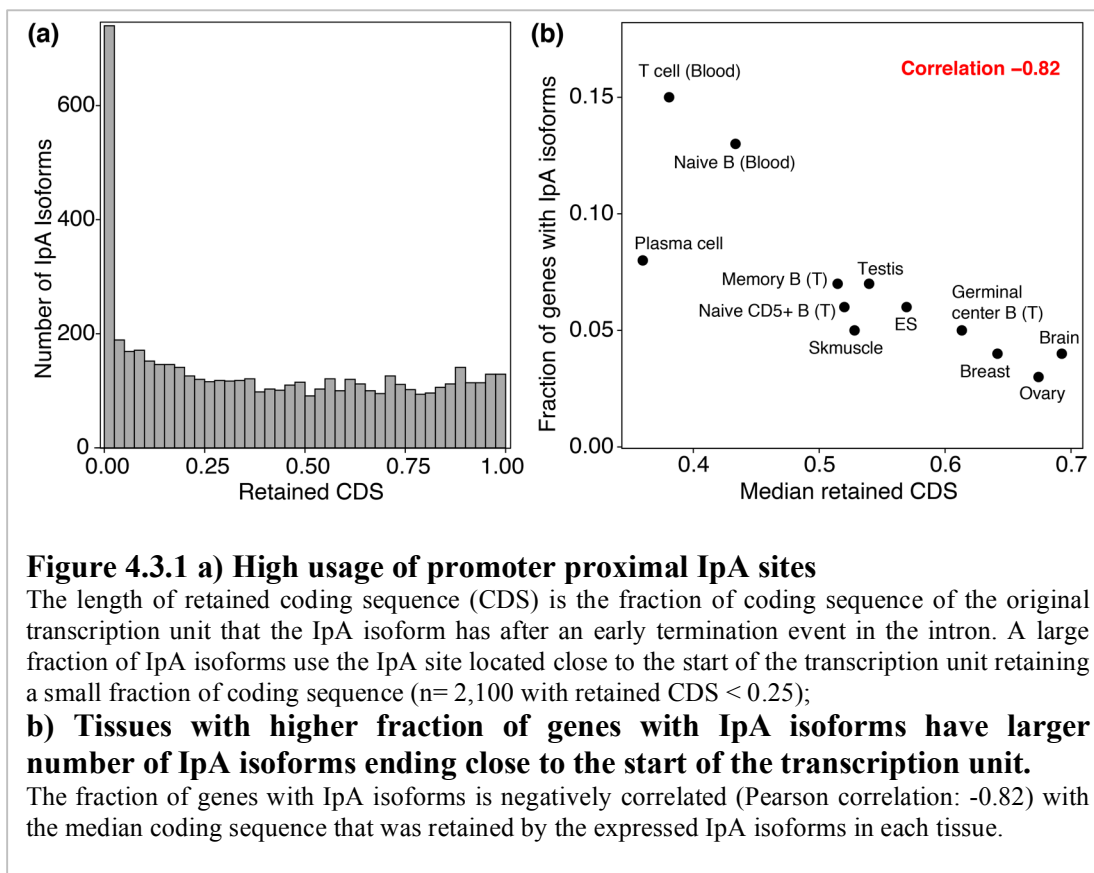 (a)
Number of IpA Isoforms
600
400
200
0
0.00 0.25 0.50 0.75 1.00
Retained CDS
(b)
Correlation −0.82
Fraction of genes with IpA isoforms
0.15
0.10
0.05
0.00
T cell (Blood)
Naive B (Blood)
Plasma cell
Memory B (T)
Testis
Naive CD5+ B (T)
ES
Skmuscle
Germinal
center B (T)
Breast
Brain
Ovary
0.4 0.5 0.6 0.7
Median retained CDS
Figure 4.3.1 a) High usage of promoter proximal IpA sites
The length of retained coding sequence (CDS) is the fraction of coding sequence of the original
transcription unit that the IpA isoform has after an early termination event in the intron. A large
fraction of IpA isoforms use the IpA site located close to the start of the transcription unit retaining
a small fraction of coding sequence (n= 2,100 with retained CDS < 0.25);
b) Tissues with higher fraction of genes with IpA isoforms have larger
number of IpA isoforms ending close to the start of the transcription unit.
The fraction of genes with IpA isoforms is negatively correlated (Pearson correlation: -0.82) with
the median coding sequence that was retained by the expressed IpA isoforms in each tissue.